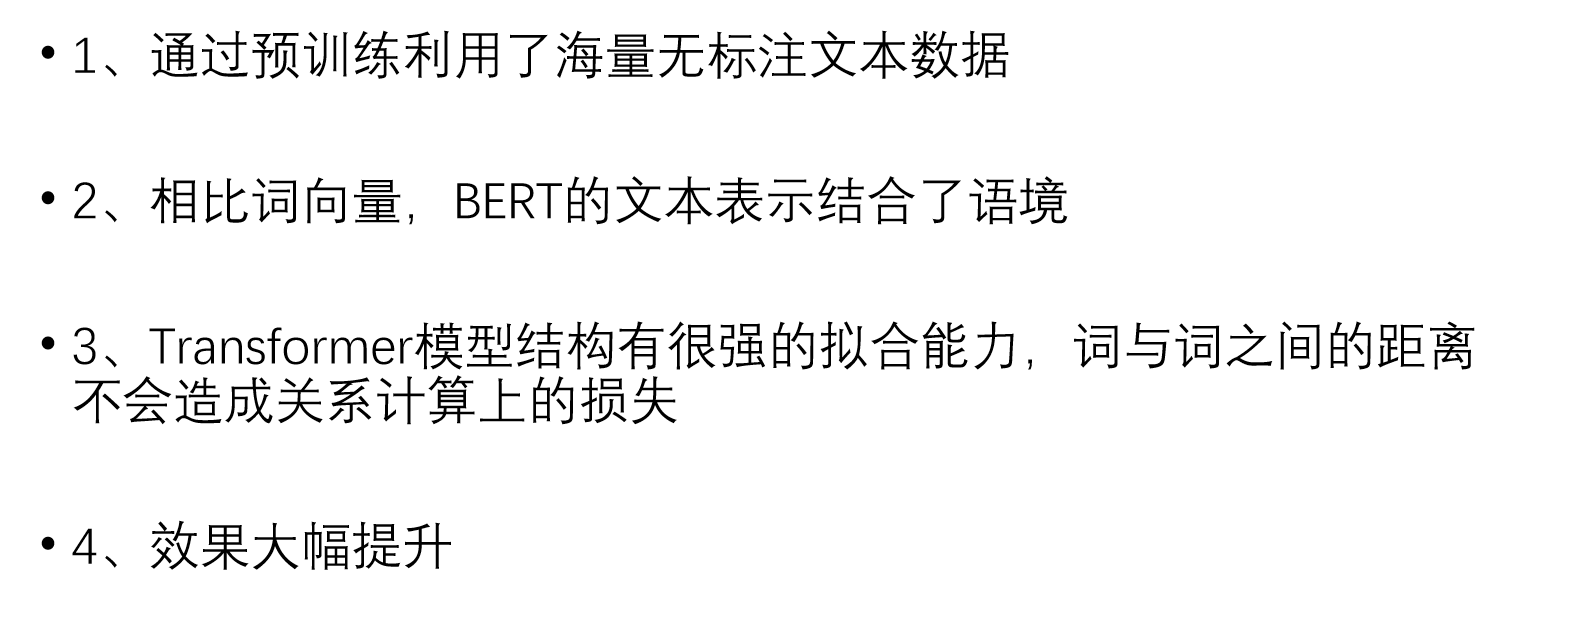 • 1、通过预训练利用了海量无标注文本数据
• 2、相比词向量，BERT的文本表示结合了语境
• 3、Transformer模型结构有很强的拟合能力，词与词之间的距离
不会造成关系计算上的损失
• 4、效果大幅提升